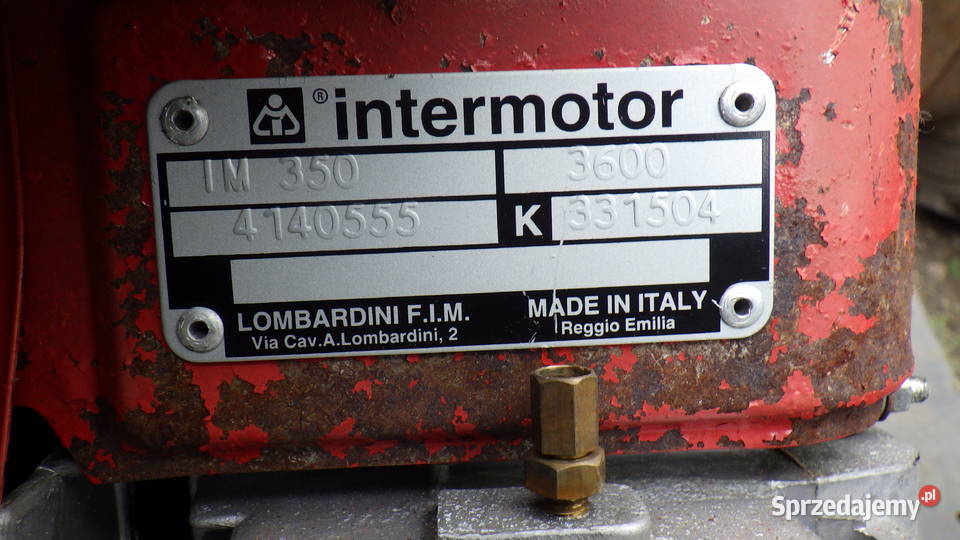 ® intermotor
IM 350 3600
4140555 K 331504
LOMBARDINI F.I.M. MADE IN ITALY
Via Cav.A.Lombardini, 2 Reggio Emilia
Sprzedajemy.pl